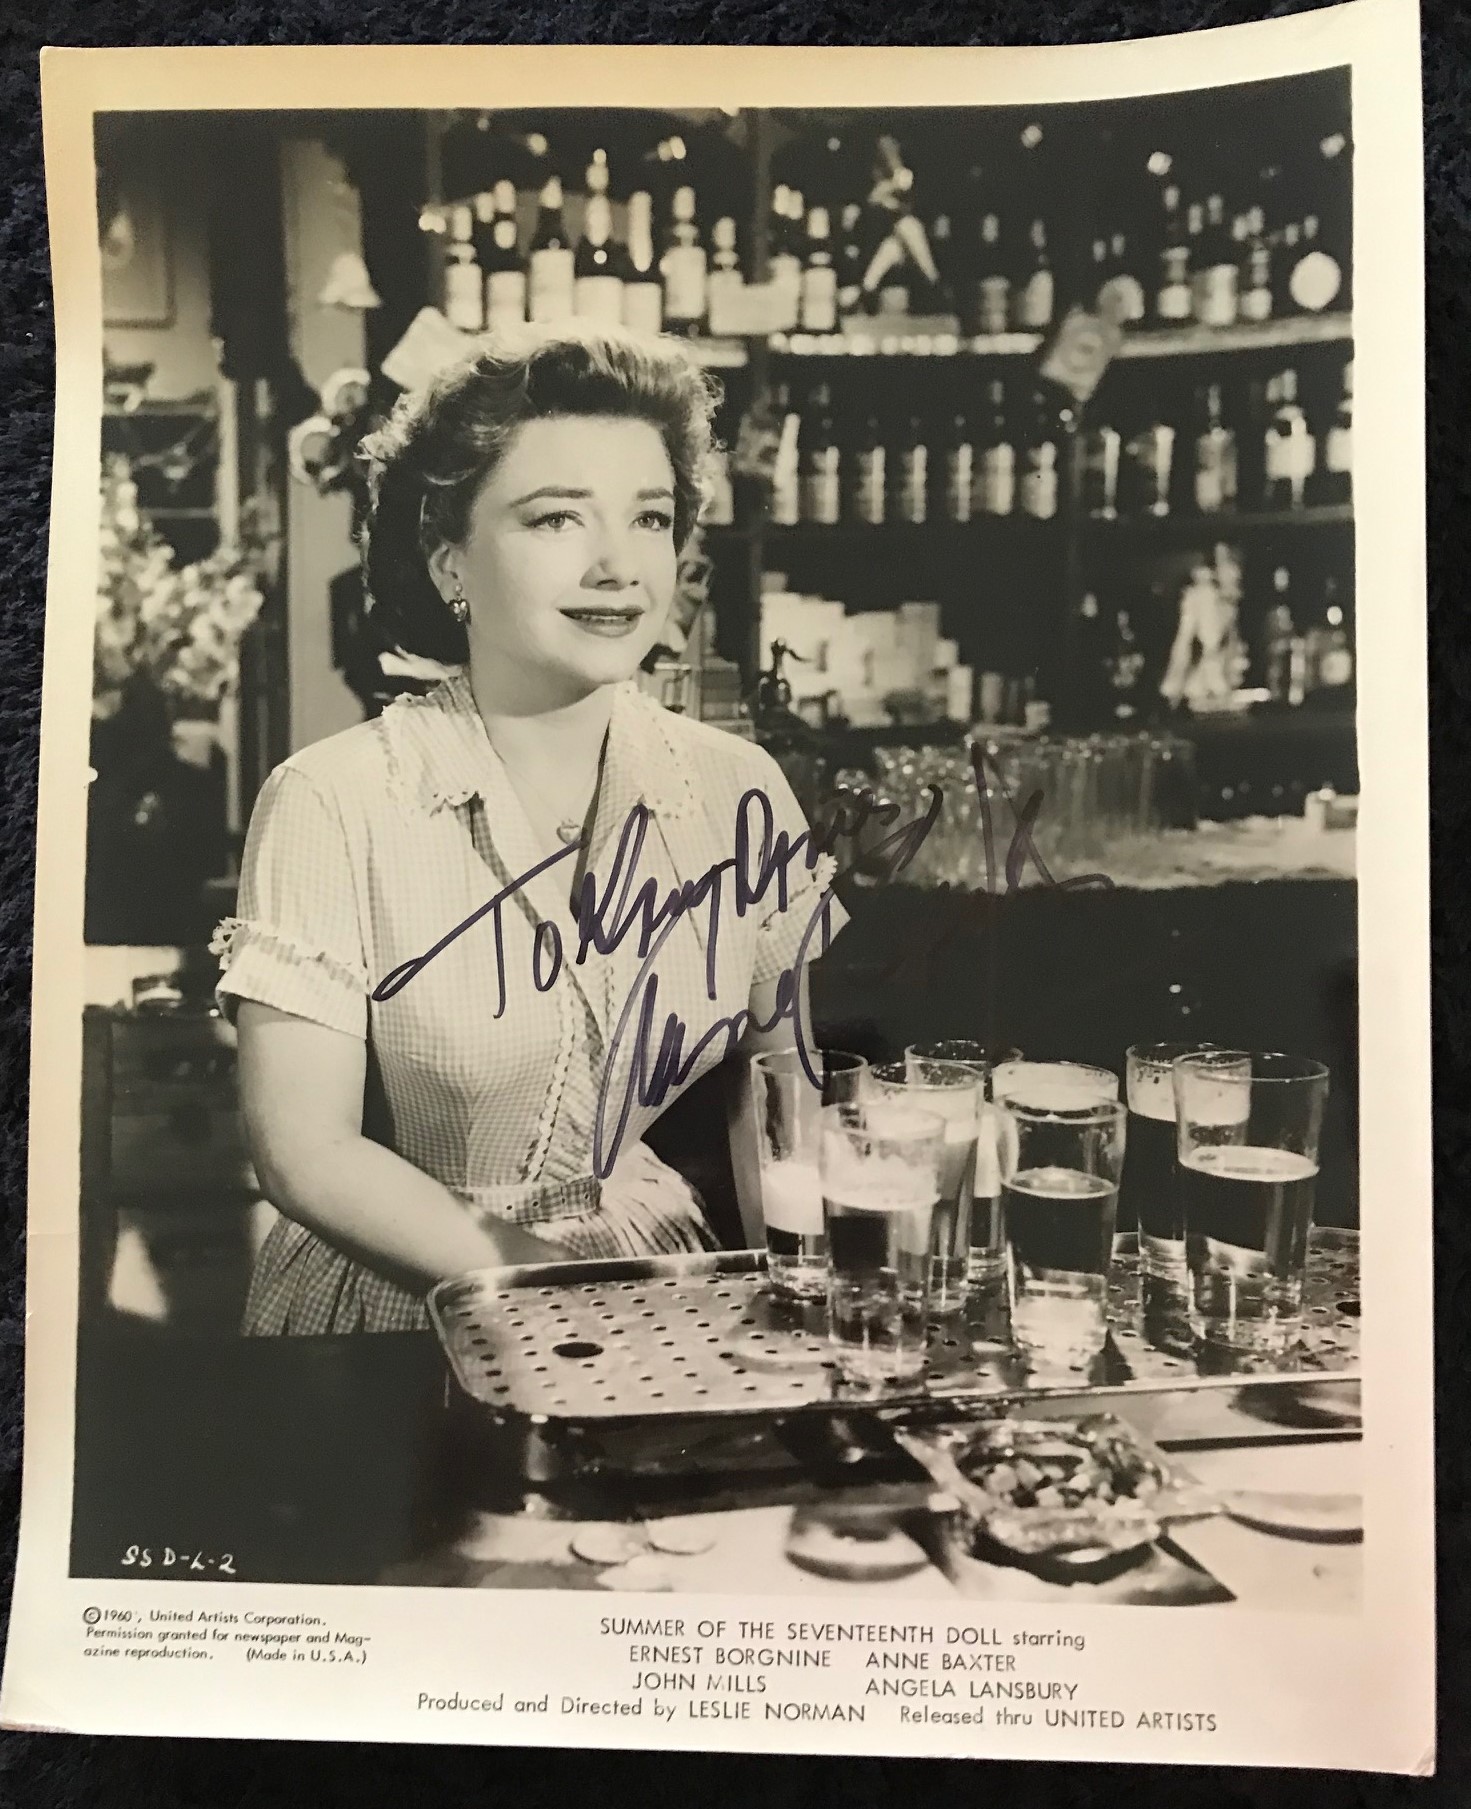 To
Anne
SS D-L-2
©1960, United Artists Corporation.
Permission granted for newspaper and Mag-
azine reproduction. (Made in U.S.A.)
SUMMER OF THE SEVENTEENTH DOLL starring
ERNEST BORGNINE ANNE BAXTER
JOHN MILLS ANGELA LANSBURY
Produced and Directed by LESLIE NORMAN Released thru UNITED ARTISTS